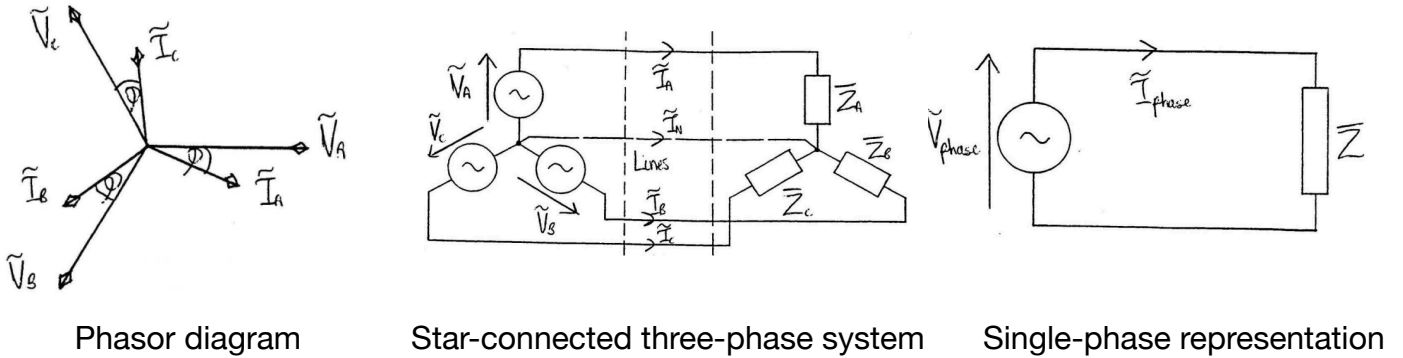 Ṽc
Ĩc
φ
ṼA
φ
ĨA
ĨB
φ
ṼB
Phasor diagram
ṼA
ĨA
Z̅A
Ṽc
ĨN
Lines
Z̅B
ṼB
Z̅c
ĨB
Ĩc
Star-connected three-phase system
Ṽphase
Ĩphase
Z̅
Single-phase representation